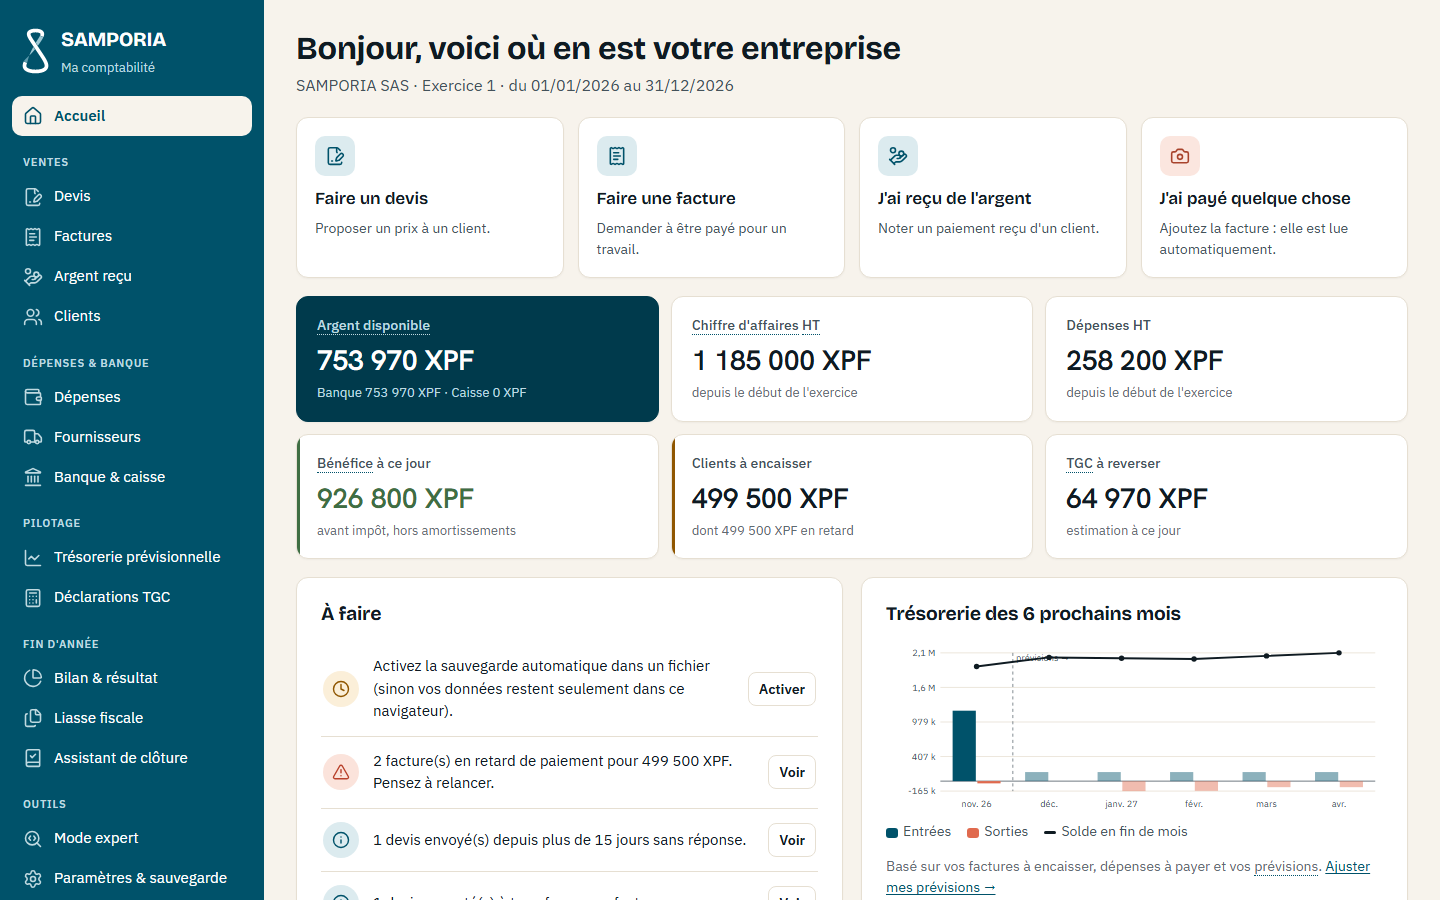 SAMPORIA
Ma comptabilité
Accueil
VENTES
Devis
Factures
Argent reçu
Clients
DÉPENSES & BANQUE
Dépenses
Fournisseurs
Banque & caisse
PILOTAGE
Trésorerie prévisionnelle
Déclarations TGC
FIN D'ANNÉE
Bilan & résultat
Liasse fiscale
Assistant de clôture
OUTILS
Mode expert
Paramètres & sauvegarde
Bonjour, voici où en est votre entreprise
SAMPORIA SAS · Exercice 1 · du 01/01/2026 au 31/12/2026
Faire un devis
Proposer un prix à un client.
Faire une facture
Demander à être payé pour un
travail.
J'ai reçu de l'argent
Noter un paiement reçu d'un client.
J'ai payé quelque chose
Ajoutez la facture : elle est lue
automatiquement.
Argent disponible
753 970 XPF
Banque 753 970 XPF · Caisse 0 XPF
Chiffre d'affaires HT
1 185 000 XPF
depuis le début de l'exercice
Dépenses HT
258 200 XPF
depuis le début de l'exercice
Bénéfice à ce jour
926 800 XPF
avant impôt, hors amortissements
Clients à encaisser
499 500 XPF
dont 499 500 XPF en retard
TGC à reverser
64 970 XPF
estimation à ce jour
À faire
Activez la sauvegarde automatique dans un fichier
(sinon vos données restent seulement dans ce
navigateur).
Activer
2 facture(s) en retard de paiement pour 499 500 XPF.
Pensez à relancer.
Voir
1 devis envoyé(s) depuis plus de 15 jours sans réponse.
Voir
Trésorerie des 6 prochains mois
2,1 M
1,6 M
979 k
407 k
-165 k
prévisions →
nov. 26
déc.
janv. 27
févr.
mars
avr.
Entrées
Sorties
Solde en fin de mois
Basé sur vos factures à encaisser, dépenses à payer et vos prévisions. Ajuster
mes prévisions →